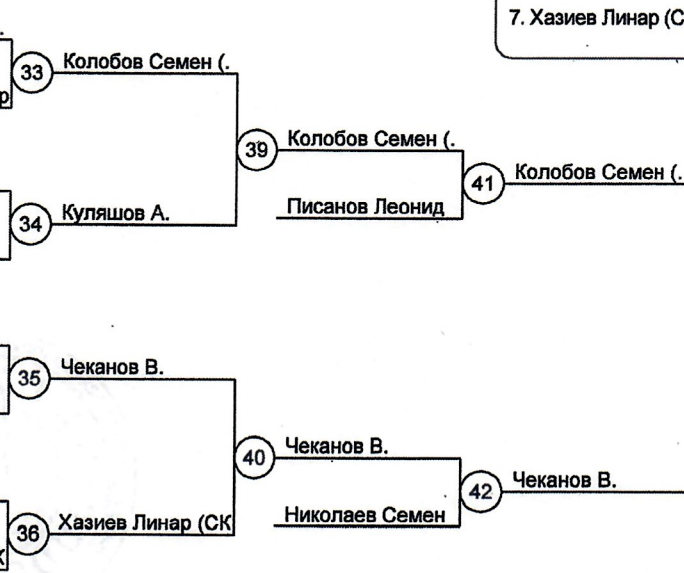 7. Хазиев Линар (С
33 Колобов Семен (.
р
39 Колобов Семен (.
41 Колобов Семен (.
Писанов Леонид
34 Куляшов А.
35 Чеканов В.
40 Чеканов В.
42 Чеканов В.
Николаев Семен
36 Хазиев Линар (СК